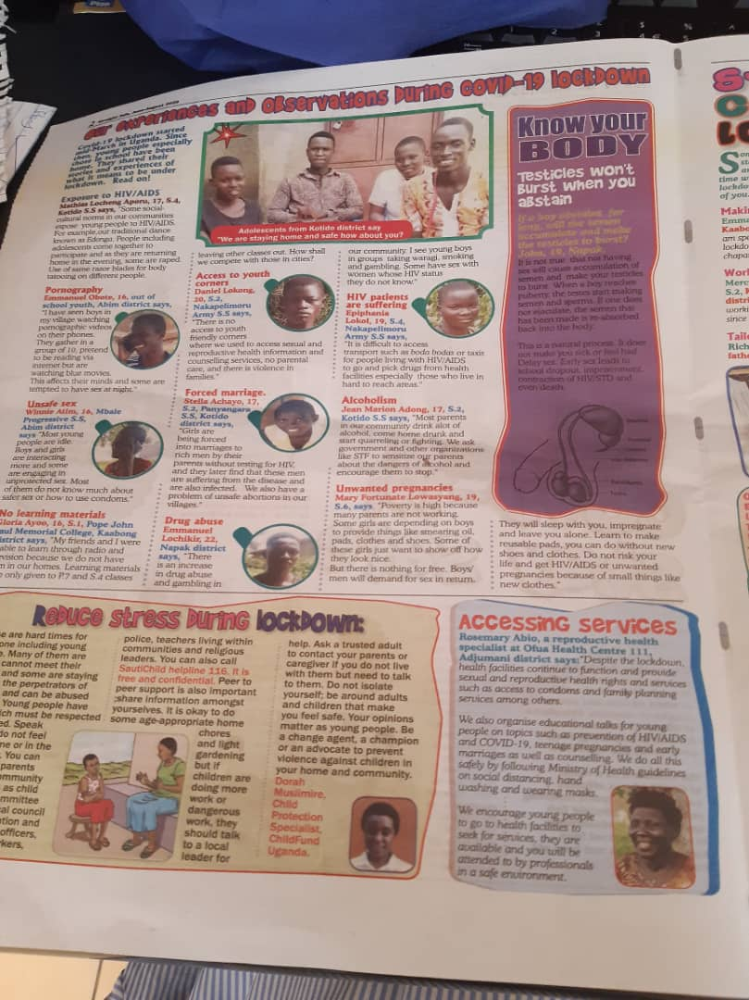 Our experiences and observations during covid-19 lockdown
Covid-19 lockdown started
mid-March in Uganda. Since
then, young people especially
those in school have been
home. They shared their
stories and experiences of
what it means to be under
lockdown. Read on!
Exposure to HIV/AIDS
Mathias Locheng Aporu, 17, S.4,
Kotido S.S says, "Some social-
cultural norms in our communities
expose young people to HIV/AIDS.
For example,our traditional dance
known as Edonga. People including
adolescents come together to
participate and as they are returning
home in the evening, some are raped.
Use of same razor blades for body
tatooing on different people.
Pornography
Emmanuel Obote, 16, out of
school youth, Abim district says,
"I have seen boys in
my village watching
pornographic videos
on their phones.
They gather in a
group of 10, pretend
to be reading via
internet but are
watching blue movies.
This affects their minds and some are
tempted to have sex at night."
Unsafe sex
Winnie Atim, 16, Mbale
Progressive S.S,
Abim district
says "Most young
people are idle.
Boys and girls
are interacting
more and some
are engaging in
unprotected sex. Most
of them do not know much about
safer sex or how to use condoms."
No learning materials
Gloria Ayoo, 16, S.1, Pope John
Paul Memorial College, Kaabong
district says, "My friends and I were
able to learn through radio and
because we do not have
in our homes. Learning materials
only given to P.7 and S.4 classes
Adolescents from Kotido district say
"We are staying home and safe how about you?
leaving other classes out. How shall
we compete with those in cities?
Access to youth
corners
Daniel Lokong,
20, S.2,
Nakapelimoru
Army S.S says,
"There is no
access to youth
friendly corners
where we used to access sexual and
reproductive health information and
counselling services, no parental
care, and there is violence in
families."
Forced marriage.
Stella Achayo, 17,
S.2, Panyangara
S.S, Kotido
district says,
"Girls are
being forced
into marriages to
rich men by their
parents without testing for HIV,
and they later find that these men
are suffering from the disease and
are also infected. We also have a
problem of unsafe abortions in our
villages."
Drug abuse
Emmanuel
Lochikir, 22,
Napak district
says, "There
is an increase
in drug abuse
and gambling in
our community. I see young boys
in groups taking waragi, smoking
and gambling. Some have sex with
women whose HIV status
they do not know."
HIV patients
are suffering
Epiphania
Lokol, 19, S.4,
Nakapelimoru
Army S.S says,
"It is difficult to access
transport such as boda bodas or taxis
for people living with HIV/AIDS
to go and pick drugs from health
facilities especially those who live in
hard to reach areas."
Alcoholism
Jean Marion Adong, 17, S.2,
Kotido S.S says, "Most parents
in our community drink alot of
alcohol, come home drunk and
start quarreling or fighting. We ask
government and other organizations
like STF to sensitize our parents
about the dangers of alcohol and
encourage them to stop."
Unwanted pregnancies
Mary Fortunate Lowasyang, 19,
S.6, says, "Poverty is high because
many parents are not working.
Some girls are depending on boys
to provide things like smearing oil,
pads, clothes and shoes. Some of
these girls just want to show off how
they look nice.
But there is nothing for free. Boys/
men will demand for sex in return.
Know your
BODY
Testicles won't
burst when you
abstain
If a boy abstains for
long, will the semen
accumulate and make
the testicles to burst?
John, 19, Napak.
It is not true that not having
sex will cause accumulation of
semen and make your testicles
to burst. When a boy reaches
puberty, the testes start making
semen and sperms. If one does
not ejaculate, the semen that
has been made is re-absorbed
back into the body.
This is a natural process. It does
not make you sick or feel bad.
Delay sex. Early sex leads to
school dropout, imprisonment,
contraction of HIV/STD and
even death.
They will sleep with you, impregnate
and leave you alone. Learn to make
reusable pads, you can do without new
shoes and clothes. Do not risk your
life and get HIV/AIDS or unwanted
pregnancies because of small things like
new clothes."
Reduce stress during lockdown:
are hard times for
one including young
Many of them are
cannot meet their
and some are staying
the perpetrators of
and can be abused
Young people have
which must be respected
Speak
do not feel
or in the
You can
parents
as child
al council
officers,
police, teachers living within
communities and religious
leaders. You can also call
SautiChild helpline 116. It is
free and confidential. Peer to
peer support is also important
share information amongst
yourselves. It is okay to do
some age-appropriate home
chores
and light
gardening
but if
children are
doing more
work or
dangerous
work, they
should talk
to a local
leader for
help. Ask a trusted adult
to contact your parents or
caregiver if you do not live
with them but need to talk
to them. Do not isolate
yourself; be around adults
and children that make
you feel safe. Your opinions
matter as young people. Be
a change agent, a champion
or an advocate to prevent
violence against children in
your home and community.
Dorah
Musiimire,
Child
Protection
Specialist,
ChildFund
Uganda.
Accessing services
Rosemary Abio, a reproductive health
specialist at Ofua Health Centre 111,
Adjumani district says:"Despite the lockdown,
health facilities continue to function and provide
sexual and reproductive health rights and services
such as access to condoms and family planning
services among others.
We also organise educational talks for young
people on topics such as prevention of HIV/AIDS
and COVID-19, teenage pregnancies and early
marriages as well as counselling. We do all this
safely by following Ministry of Health guidelines
on social distancing, hand
washing and wearing masks.
We encourage young people
to go to health facilities to
seek for services, they are
available and you will be
attended to by professionals
in a safe environment.